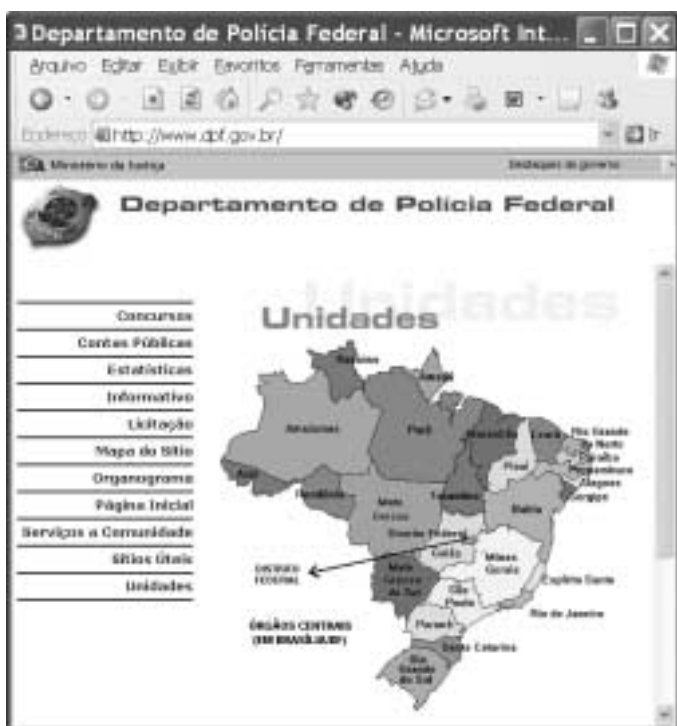 Departamento de Polícia Federal - Microsoft Int...
Arquivo Editar Exibir Favoritos Ferramentas Ajuda
Endereço http://www.dpf.gov.br/ Ir
Ministério da Justiça Destaques do governo
Departamento de Polícia Federal
Unidades
Unidades
Concursos
Contas Públicas
Estatísticas
Informativo
Licitação
Mapa do Sítio
Organograma
Página Inicial
Serviços a Comunidade
Sítios Úteis
Unidades
Roraima
Amapá
Amazonas
Pará
Maranhão
Ceará
Rio Grande
do Norte
Paraíba
Pernambuco
Alagoas
Sergipe
Piauí
Acre
Rondônia
Mato
Grosso
Tocantins
Bahia
Distrito Federal
Goiás
Minas
Gerais
DISTRITO
FEDERAL
Mato
Grosso
do Sul
Espírito Santo
São
Paulo
Rio de Janeiro
ÓRGÃOS CENTRAIS
(EM BRASÍLIA/DF)
Paraná
Santa Catarina
Rio
Grande
do Sul